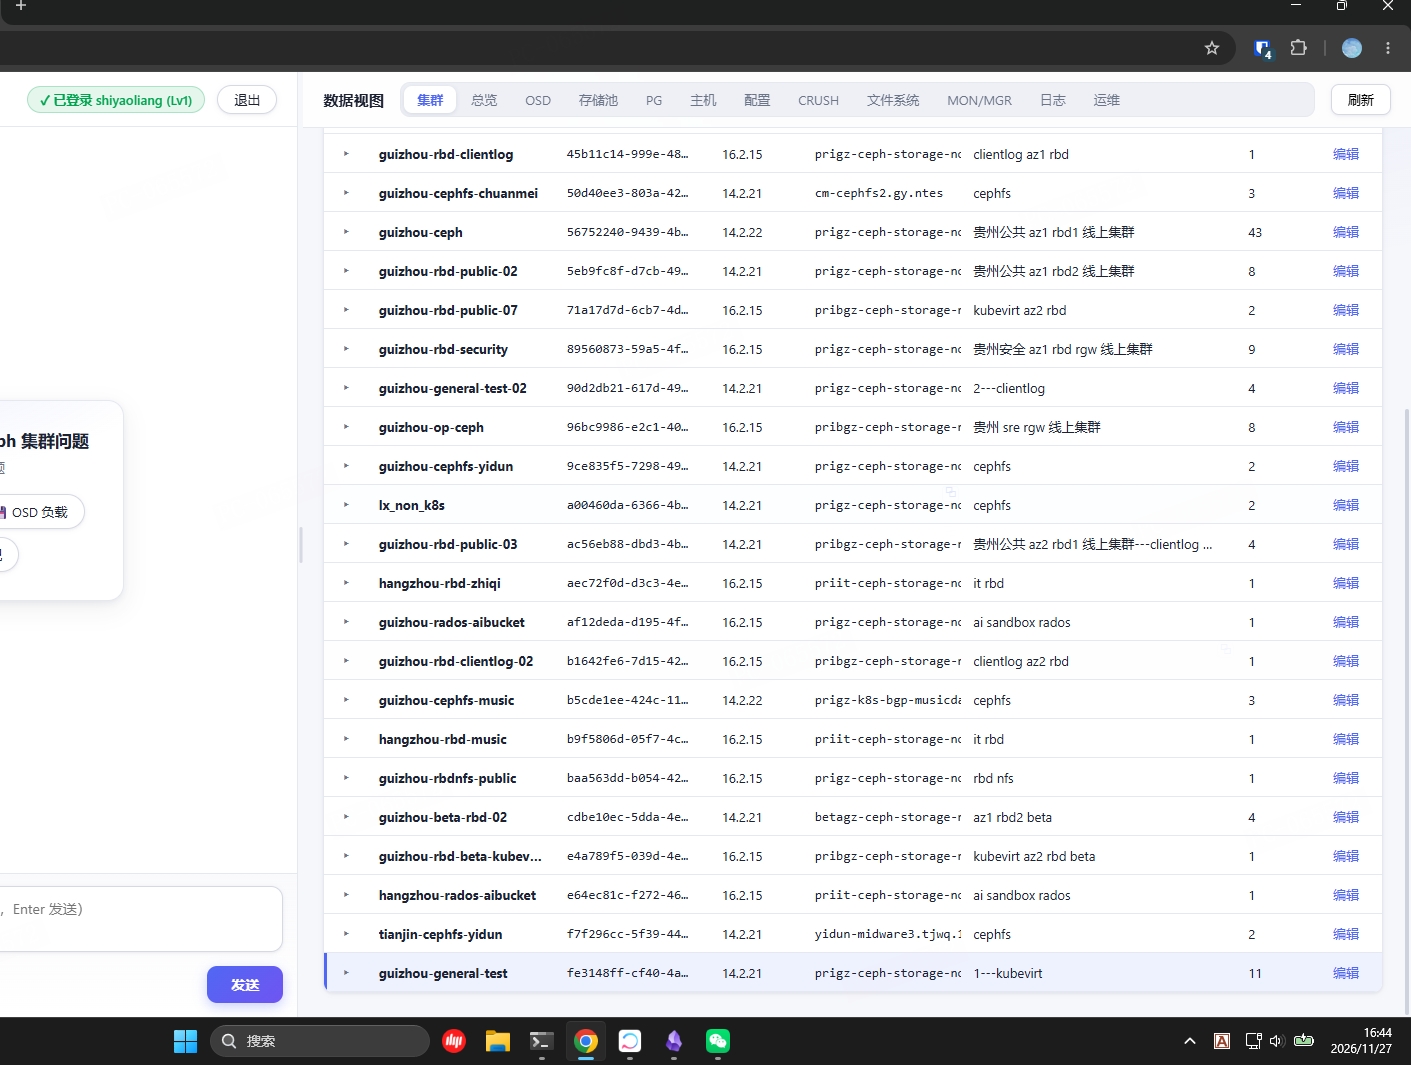 4
✓已登录 shiyaoliang (Lv1)
退出
数据视图
集群 总览 OSD 存储池 PG 主机 配置 CRUSH 文件系统 MON/MGR 日志 运维
刷新
guizhou-rbd-clientlog 45b11c14-999e-48... 16.2.15 prigz-ceph-storage-nc clientlog az1 rbd 1 编辑
guizhou-cephfs-chuanmei 50d40ee3-803a-42... 14.2.21 cm-cephfs2.gy.ntes cephfs 3 编辑
guizhou-ceph 56752240-9439-4b... 14.2.22 prigz-ceph-storage-nc 贵州公共 az1 rbd1 线上集群 43 编辑
guizhou-rbd-public-02 5eb9fc8f-d7cb-49... 14.2.21 prigz-ceph-storage-nc 贵州公共 az1 rbd2 线上集群 8 编辑
guizhou-rbd-public-07 71a17d7d-6cb7-4d... 16.2.15 pribgz-ceph-storage-r kubevirt az2 rbd 2 编辑
guizhou-rbd-security 89560873-59a5-4f... 16.2.15 prigz-ceph-storage-nc 贵州安全 az1 rbd rgw 线上集群 9 编辑
guizhou-general-test-02 90d2db21-617d-49... 14.2.21 prigz-ceph-storage-nc 2---clientlog 4 编辑
guizhou-op-ceph 96bc9986-e2c1-40... 16.2.15 pribgz-ceph-storage-r 贵州 sre rgw 线上集群 8 编辑
guizhou-cephfs-yidun 9ce835f5-7298-49... 14.2.21 prigz-ceph-storage-nc cephfs 2 编辑
lx_non_k8s a00460da-6366-4b... 14.2.21 prigz-ceph-storage-nc cephfs 2 编辑
guizhou-rbd-public-03 ac56eb88-dbd3-4b... 14.2.21 pribgz-ceph-storage-r 贵州公共 az2 rbd1 线上集群---clientlog ... 4 编辑
hangzhou-rbd-zhiqi aec72f0d-d3c3-4e... 16.2.15 priit-ceph-storage-nc it rbd 1 编辑
guizhou-rados-aibucket af12deda-d195-4f... 16.2.15 prigz-ceph-storage-nc ai sandbox rados 1 编辑
guizhou-rbd-clientlog-02 b1642fe6-7d15-42... 16.2.15 pribgz-ceph-storage-r clientlog az2 rbd 1 编辑
guizhou-cephfs-music b5cde1ee-424c-11... 14.2.22 prigz-k8s-bgp-musicda cephfs 3 编辑
hangzhou-rbd-music b9f5806d-05f7-4c... 16.2.15 priit-ceph-storage-nc it rbd 1 编辑
guizhou-rbdnfs-public baa563dd-b054-42... 16.2.15 prigz-ceph-storage-nc rbd nfs 1 编辑
guizhou-beta-rbd-02 cdbe10ec-5dda-4e... 14.2.21 betagz-ceph-storage-r az1 rbd2 beta 4 编辑
guizhou-rbd-beta-kubev... e4a789f5-039d-4e... 16.2.15 pribgz-ceph-storage-r kubevirt az2 rbd beta 1 编辑
hangzhou-rados-aibucket e64ec81c-f272-46... 16.2.15 priit-ceph-storage-nc ai sandbox rados 1 编辑
tianjin-cephfs-yidun f7f296cc-5f39-44... 14.2.21 yidun-midware3.tjwq.1 cephfs 2 编辑
guizhou-general-test fe3148ff-cf40-4a... 14.2.21 prigz-ceph-storage-nc 1---kubevirt 11 编辑
ph 集群问题
题
OSD 负载
，Enter 发送)
发送
搜索
A
16:44
2026/11/27